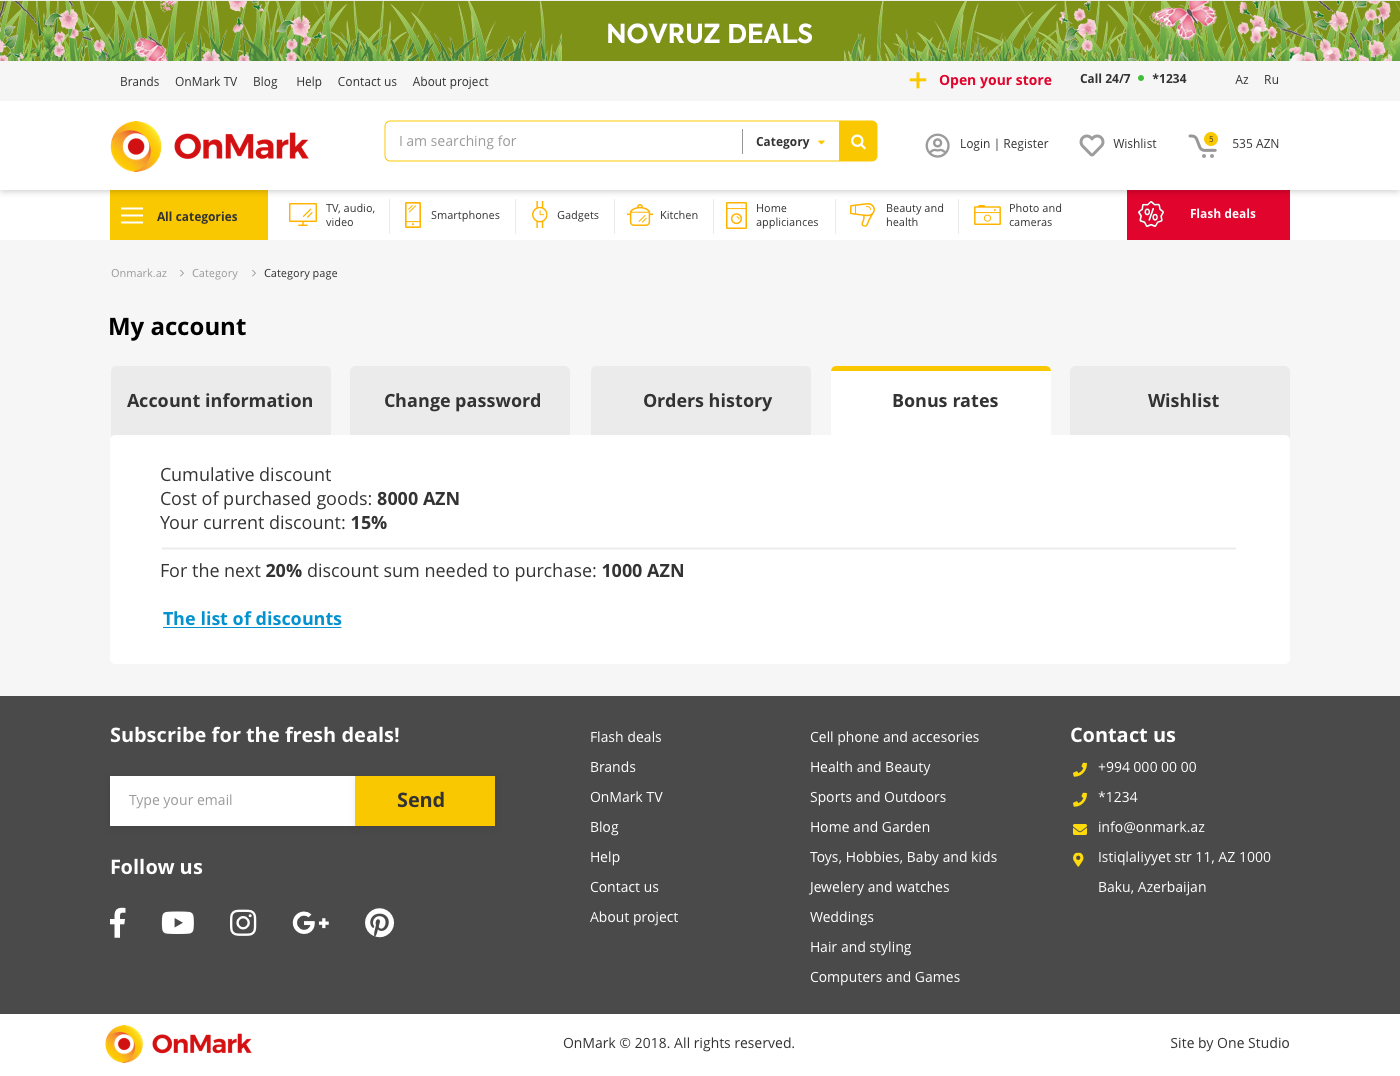 NOVRUZ DEALS
Brands OnMark TV Blog Help Contact us About project
Open your store Call 24/7 *1234 Az Ru
OnMark
I am searching for Category
Login | Register Wishlist 5 535 AZN
All categories
TV, audio,
video
Smartphones
Gadgets
Kitchen
Home
appliciances
Beauty and
health
Photo and
cameras
Flash deals
Onmark.az Category Category page
My account
Account information Change password Orders history Bonus rates Wishlist
Cumulative discount
Cost of purchased goods: 8000 AZN
Your current discount: 15%
For the next 20% discount sum needed to purchase: 1000 AZN
The list of discounts
Subscribe for the fresh deals!
Type your email Send
Follow us
Flash deals
Brands
OnMark TV
Blog
Help
Contact us
About project
Cell phone and accesories
Health and Beauty
Sports and Outdoors
Home and Garden
Toys, Hobbies, Baby and kids
Jewelery and watches
Weddings
Hair and styling
Computers and Games
Contact us
+994 000 00 00
*1234
info@onmark.az
Istiqlaliyyet str 11, AZ 1000
Baku, Azerbaijan
OnMark
OnMark © 2018. All rights reserved.
Site by One Studio